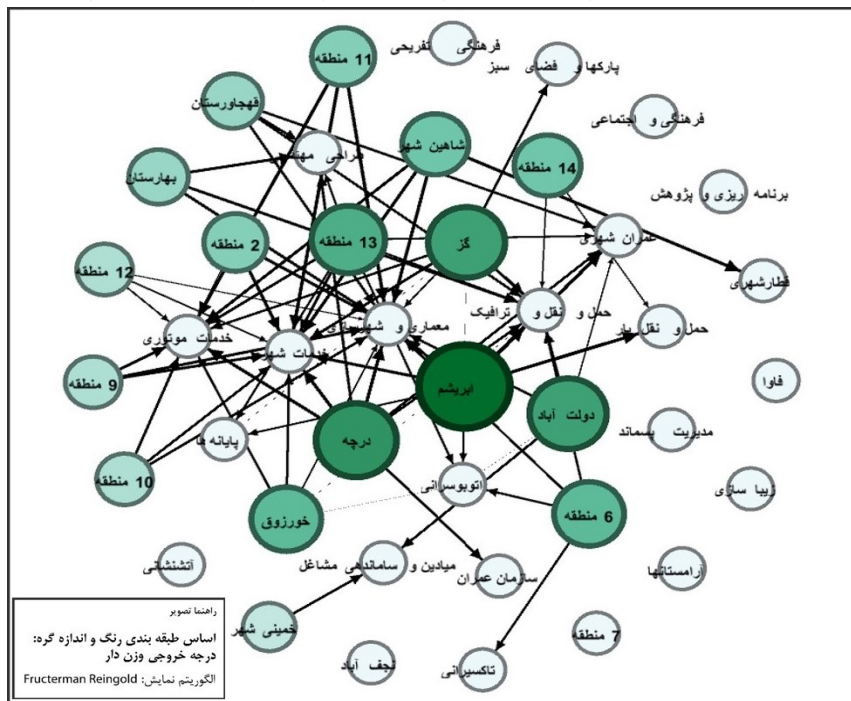 منطقه 11
فرهنگی تفریحی
پارکها و فضای سبز
قهجاورستان
فرهنگی و اجتماعی
طراحی مهندسی
شاهین شهر
منطقه 14
بهارستان
برنامه ریزی و پژوهش
منطقه 2
منطقه 13
گز
عمران شهری
منطقه 12
قطارشهری
خدمات موتوری
خدمات شهری
معماری و شهرسازی
حمل و نقل و ترافیک
حمل و نقل بار
منطقه 9
ابریشم
فاوا
دولت آباد
پایانه ها
درچه
مدیریت پسماند
منطقه 10
اتوبوسرانی
زیبا سازی
خورزوق
منطقه 6
آتشنشانی
میادین و ساماندهی مشاغل
سازمان عمران
آرامستانها
خمینی شهر
منطقه 7
نجف آباد
تاکسیرانی
راهنما تصویر
اساس طبقه بندی رنگ و اندازه گره:
درجه خروجی وزن دار
الگوریتم نمایش: Fructerman Reingold